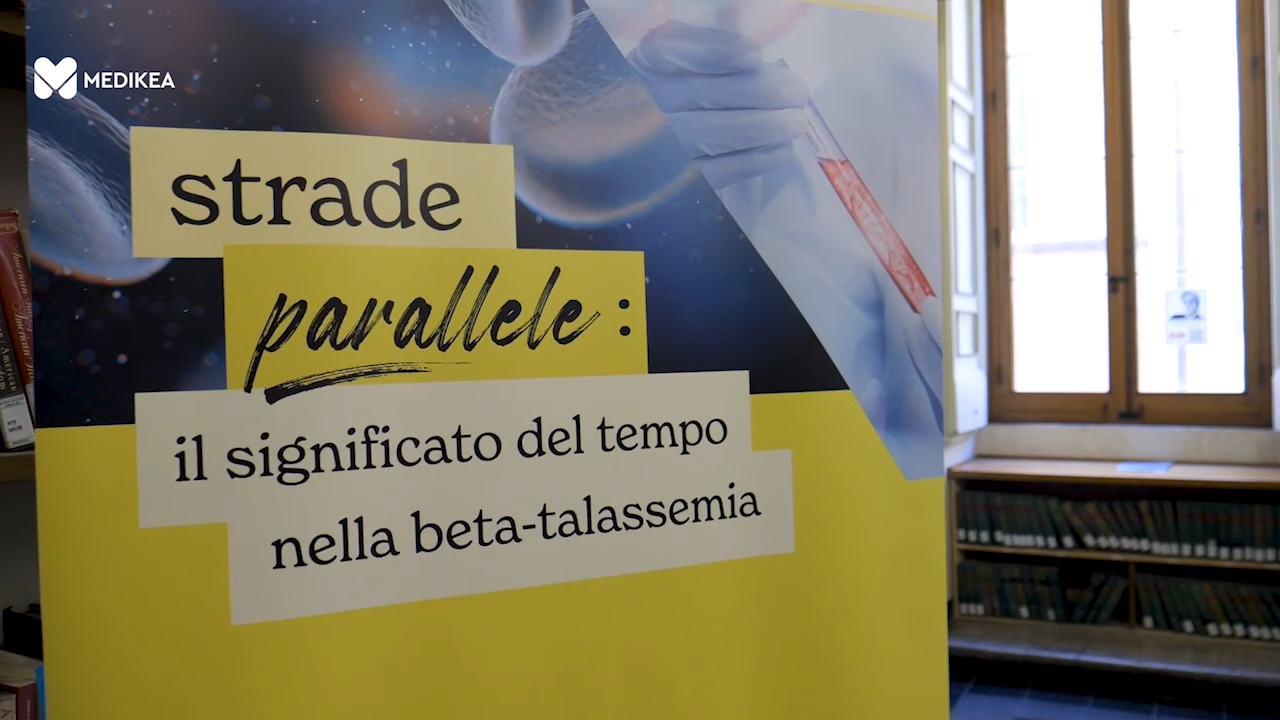 MEDIKEA
strade
parallele :
il significato del tempo
nella beta-talassemia